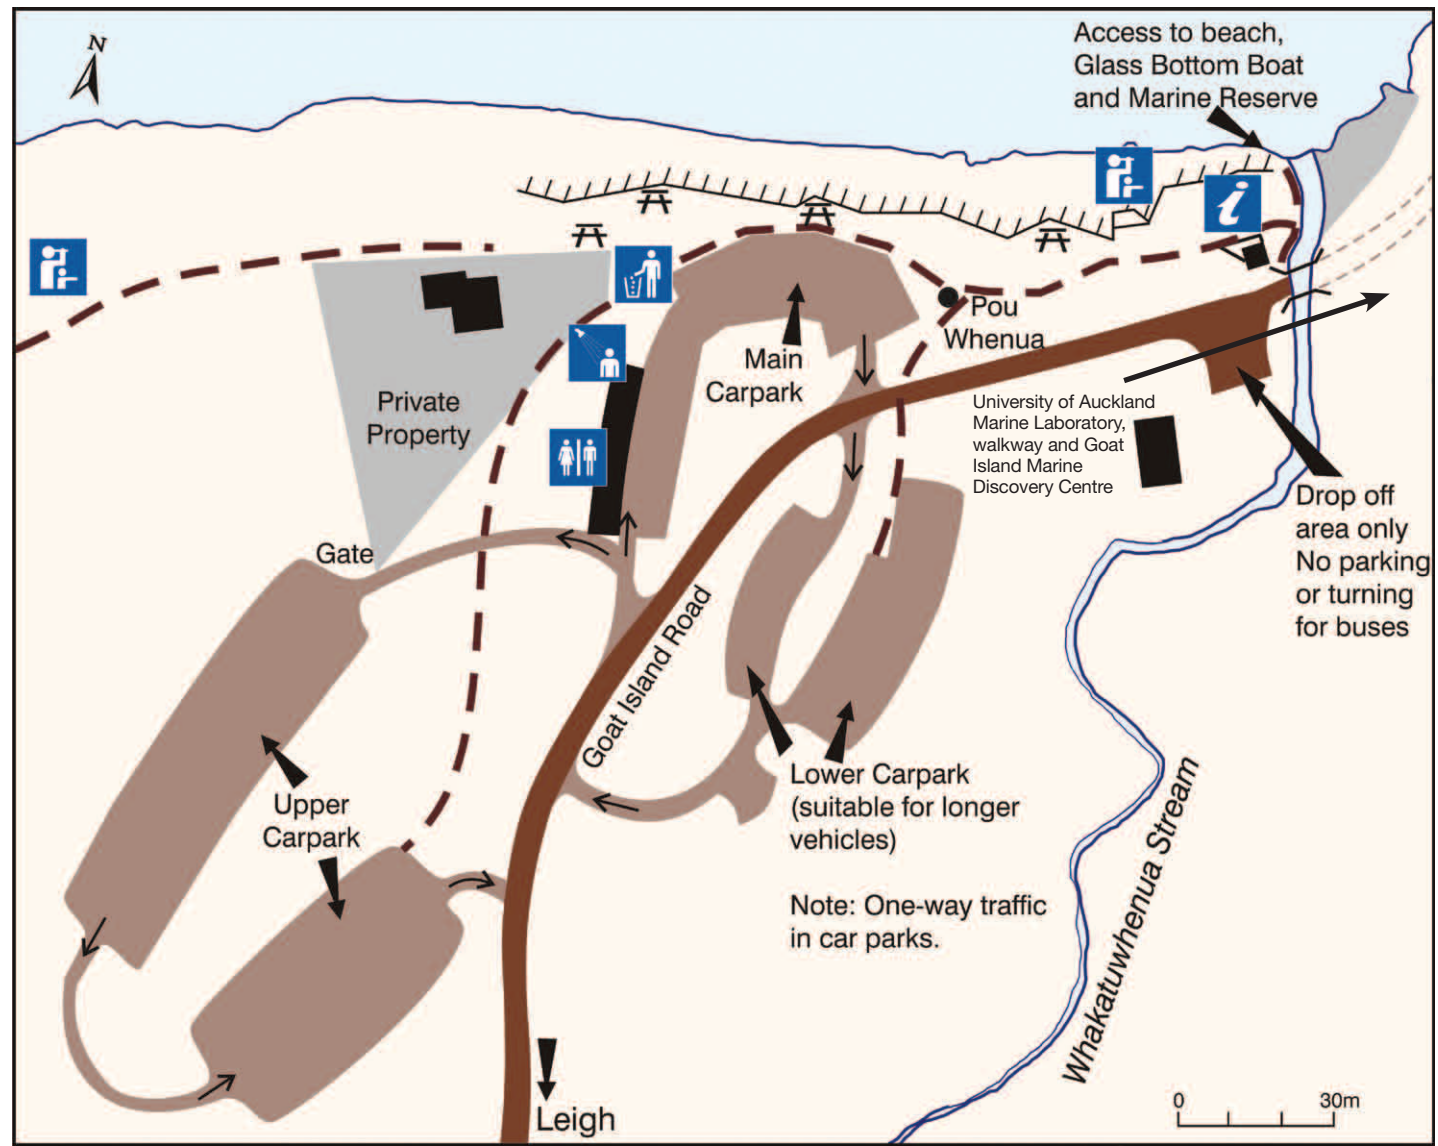 N
Access to beach,
Glass Bottom Boat
and Marine Reserve
i
Pou
Whenua
Main
Carpark
Private
Property
University of Auckland
Marine Laboratory,
walkway and Goat
Island Marine
Discovery Centre
Drop off
area only
No parking
or turning
for buses
Gate
Goat Island Road
Upper
Carpark
Lower Carpark
(suitable for longer
vehicles)
Note: One-way traffic
in car parks.
Whakatuwhenua Stream
Leigh
0 30m